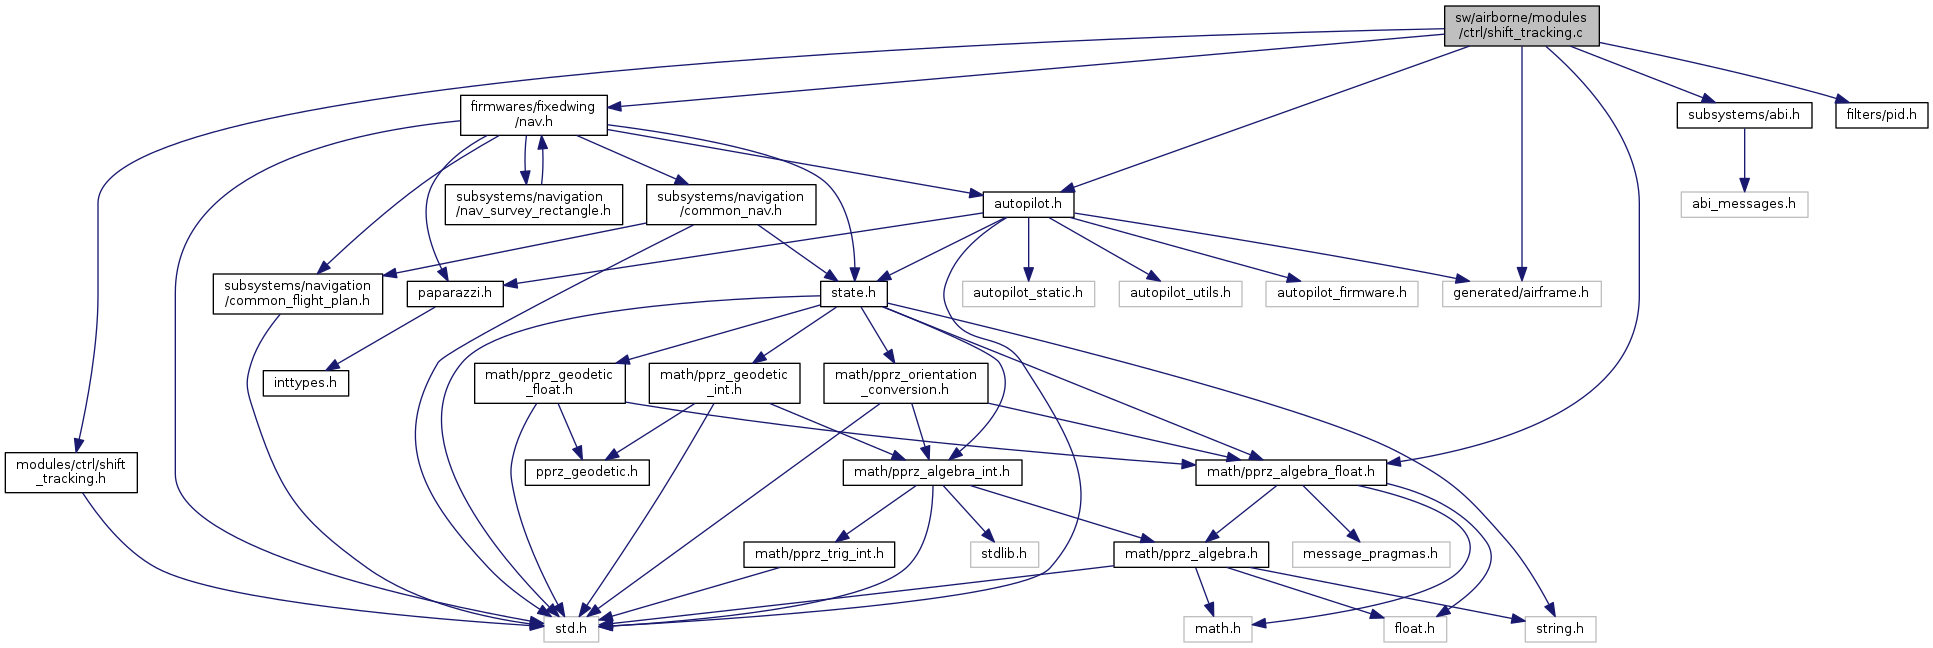 sw/airborne/modules
/ctrl/shift_tracking.c
firmwares/fixedwing
/nav.h
subsystems/abi.h
filters/pid.h
subsystems/navigation
/nav_survey_rectangle.h
subsystems/navigation
/common_nav.h
autopilot.h
abi_messages.h
subsystems/navigation
/common_flight_plan.h
paparazzi.h
state.h
autopilot_static.h
autopilot_utils.h
autopilot_firmware.h
generated/airframe.h
inttypes.h
math/pprz_geodetic
_float.h
math/pprz_geodetic
_int.h
math/pprz_orientation
_conversion.h
modules/ctrl/shift
_tracking.h
pprz_geodetic.h
math/pprz_algebra_int.h
math/pprz_algebra_float.h
math/pprz_trig_int.h
stdlib.h
math/pprz_algebra.h
message_pragmas.h
std.h
math.h
float.h
string.h